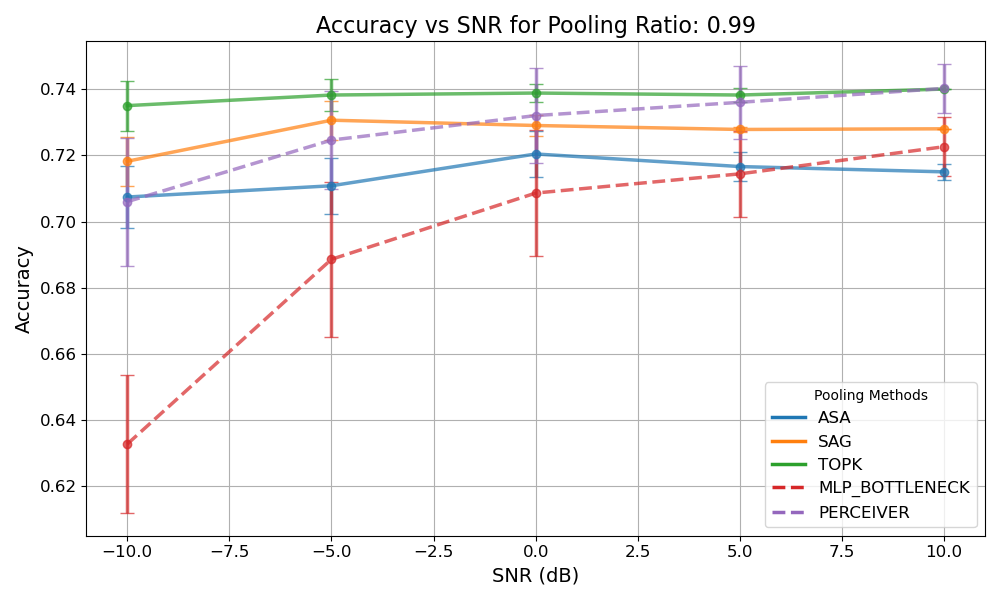 Accuracy vs SNR for Pooling Ratio: 0.99
Accuracy
0.74
0.72
0.70
0.68
0.66
0.64
0.62
Pooling Methods
ASA
SAG
TOPK
MLP_BOTTLENECK
PERCEIVER
−10.0 −7.5 −5.0 −2.5 0.0 2.5 5.0 7.5 10.0
SNR (dB)